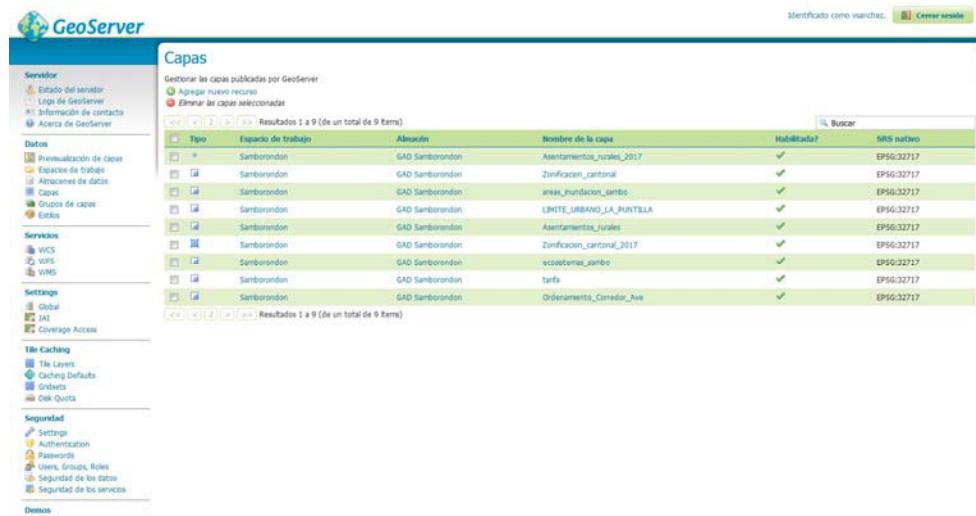 GeoServer
Identificado como vsanchez.
Cerrar sesión
Servidor
Estado del servidor
Logs de GeoServer
Información de contacto
Acerca de GeoServer
Datos
Previsualización de capas
Espacios de trabajo
Almacenes de datos
Capas
Grupos de capas
Estilos
Servicios
WCS
WFS
WMS
Settings
Global
JAI
Coverage Access
Tile Caching
Tile Layers
Caching Defaults
Gridsets
Disk Quota
Seguridad
Settings
Authentication
Passwords
Users, Groups, Roles
Seguridad de los datos
Seguridad de los servicios
Demos
Capas
Gestionar las capas publicadas por GeoServer
Agregar nuevo recurso
Eliminar las capas seleccionadas
<< < 1 > >> Resultados 1 a 9 (de un total de 9 ítems)
Buscar
Tipo Espacio de trabajo Almacén Nombre de la capa Habilitada? SRS nativo
Samborondon GAD Samborondon Asentamientos_rurales_2017 EPSG:32717
Samborondon GAD Samborondon Zonificacion_cantonal EPSG:32717
Samborondon GAD Samborondon areas_inundacion_sambo EPSG:32717
Samborondon GAD Samborondon LIMITE_URBANO_LA_PUNTILLA EPSG:32717
Samborondon GAD Samborondon Asentamientos_rurales EPSG:32717
Samborondon GAD Samborondon Zonificacion_cantonal_2017 EPSG:32717
Samborondon GAD Samborondon ecosistemas_sambo EPSG:32717
Samborondon GAD Samborondon tarifa EPSG:32717
Samborondon GAD Samborondon Ordenamiento_Corredor_Ave EPSG:32717
<< < 1 > >> Resultados 1 a 9 (de un total de 9 ítems)